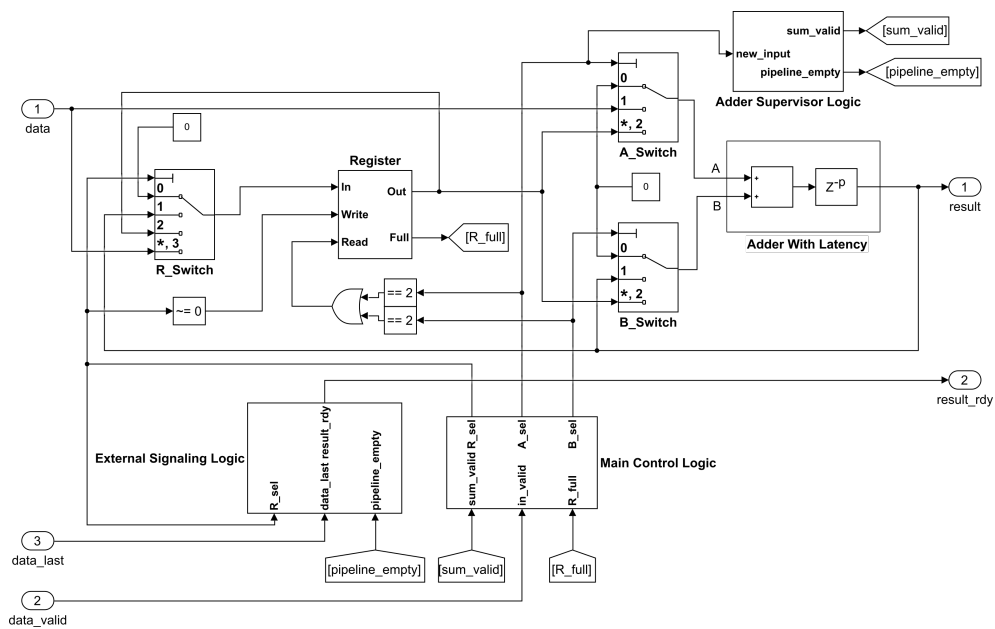 sum_valid
[sum_valid]
new_input
pipeline_empty
[pipeline_empty]
Adder Supervisor Logic
1
data
0
0
1
*, 2
A_Switch
Register
In
Out
Write
Full
Read
[R_full]
0
1
2
*, 3
R_Switch
0
A
B
+
+
Z-p
Adder With Latency
1
result
0
1
*, 2
B_Switch
~= 0
== 2
== 2
2
result_rdy
External Signaling Logic
R_sel
data_last result_rdy
pipeline_empty
sum_valid R_sel
in_valid
A_sel
R_full
B_sel
Main Control Logic
3
data_last
[pipeline_empty]
[sum_valid]
[R_full]
2
data_valid